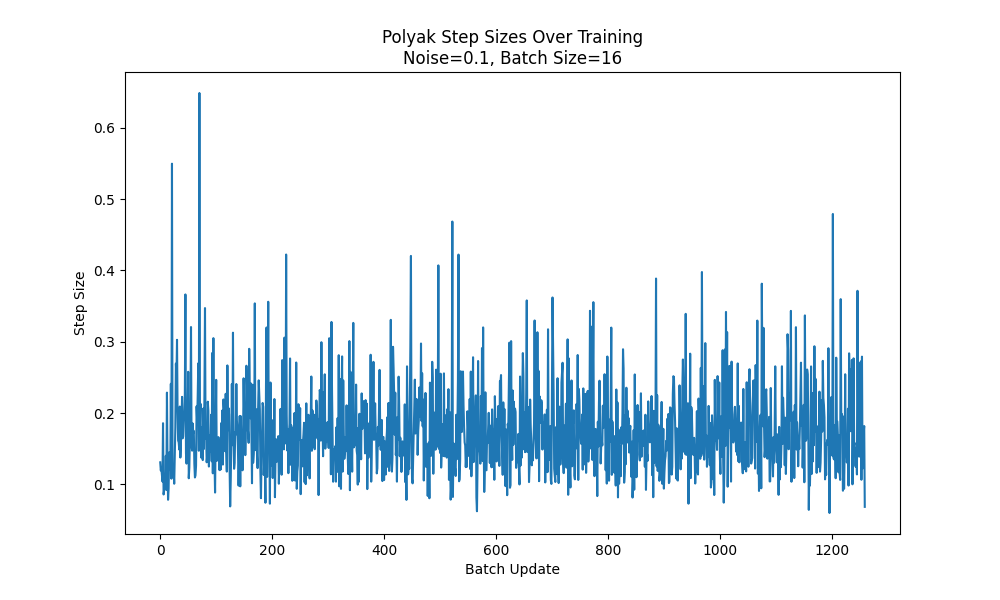 Polyak Step Sizes Over Training
Noise=0.1, Batch Size=16
Step Size
0.6
0.5
0.4
0.3
0.2
0.1
0 200 400 600 800 1000 1200
Batch Update